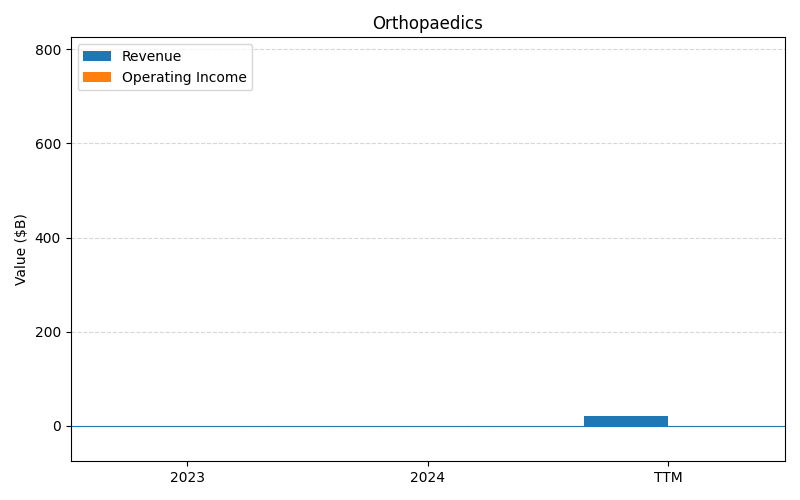 Orthopaedics
Revenue
Operating Income
Value ($B)
800
600
400
200
0
2023
2024
TTM